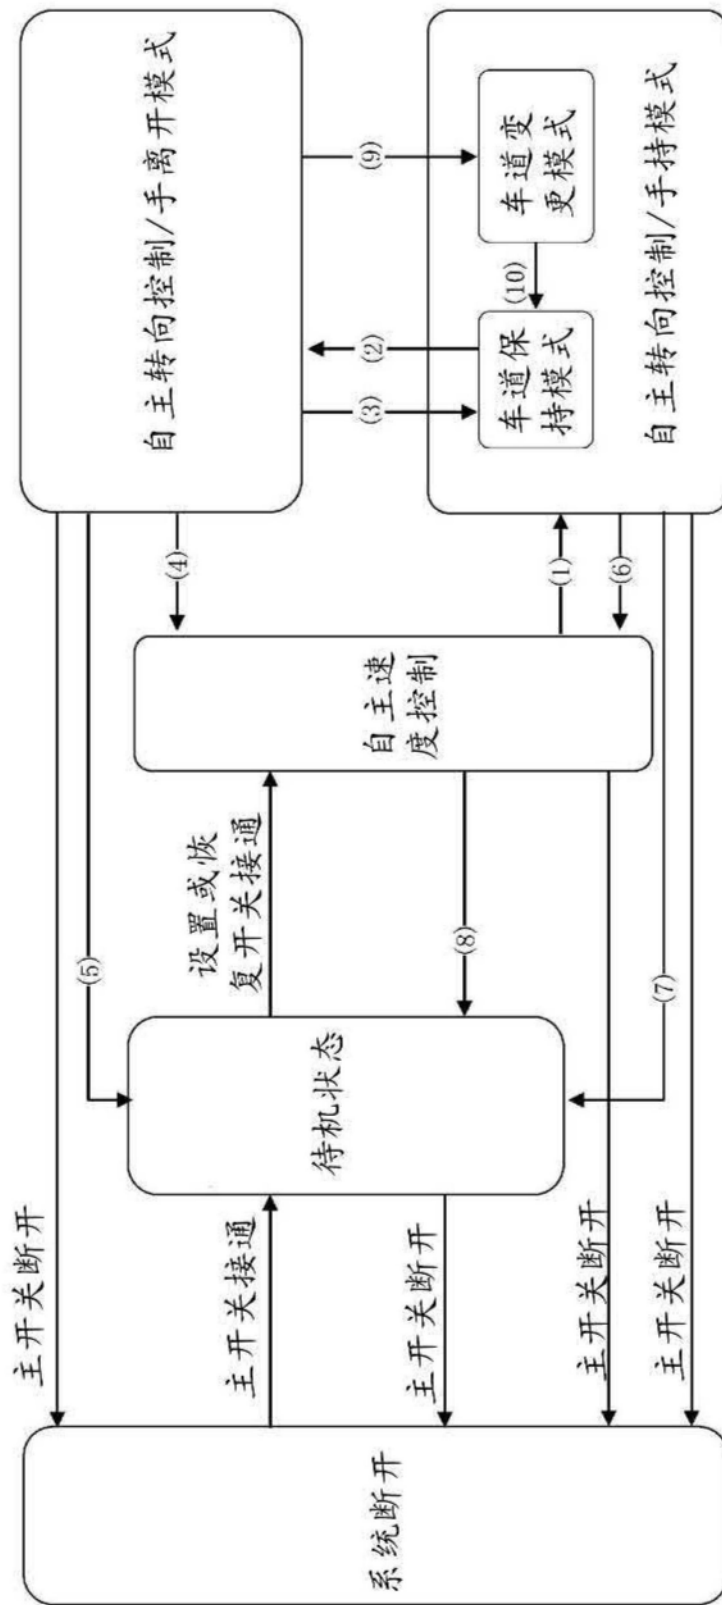 系统断开
主开关断开
主开关接通
主开关断开
主开关断开
主开关断开
待机状态
(5)
设置或恢
复开关接通
(8)
(7)
自主速
度控制
(4)
(1)
(6)
自主转向控制/手离开模式
(3)
(2)
(9)
车道保
持模式
(10)
车道变
更模式
自主转向控制/手持模式